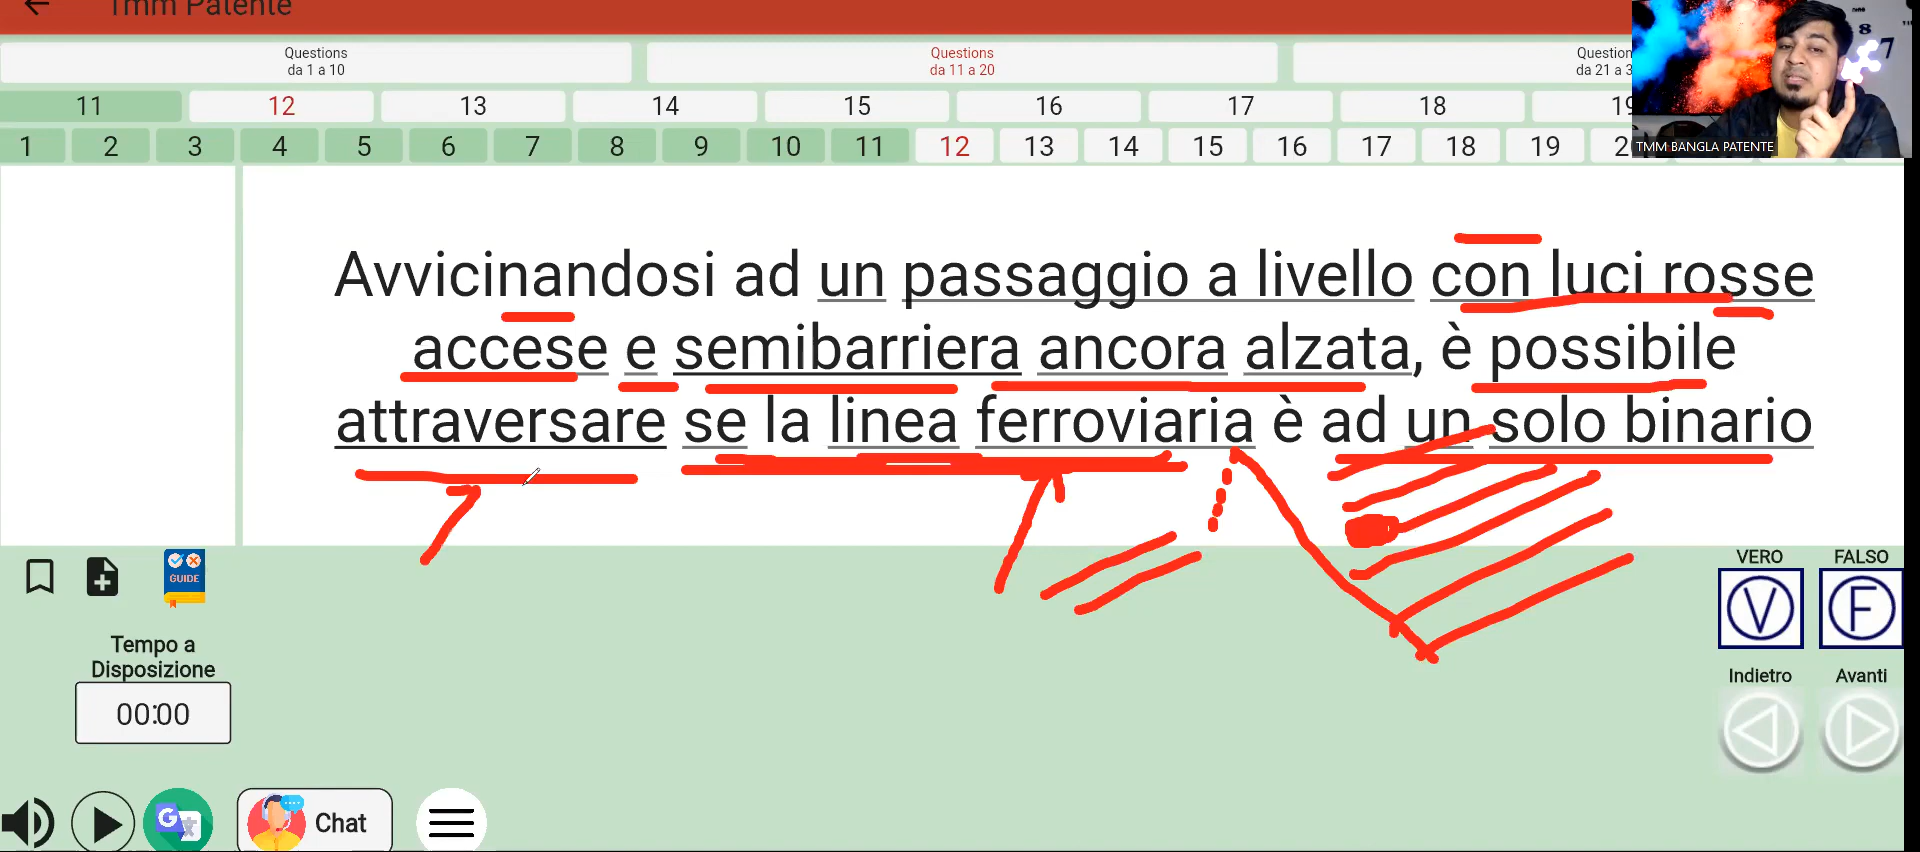 Tmm Patente
Questions
da 1 a 10
Questions
da 11 a 20
da 21 a 3
11 12 13 14 15 16 17 18
1 2 3 4 5 6 7 8 9 10 11 12 13 14 15 16 17 18 19
8
7
TMM BANGLA PATENTE
Avvicinandosi ad un passaggio a livello con luci rosse
accese e semibarriera ancora alzata, è possibile
attraversare se la linea ferroviaria è ad un solo binario
GUIDE
VERO FALSO
V F
Tempo a
Disposizione
00:00
Indietro Avanti
G
Chat